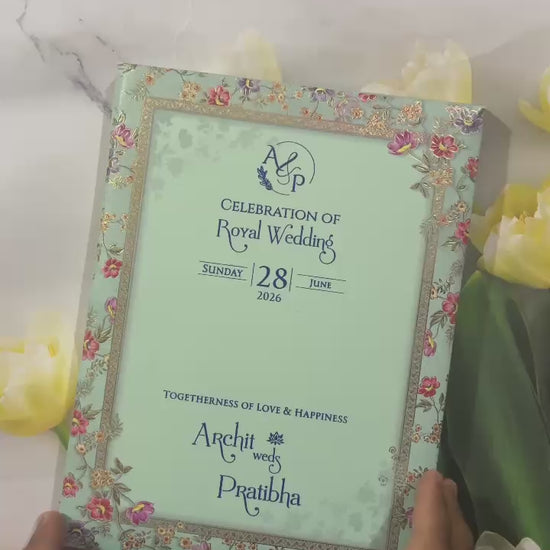 A & P
CELEBRATION OF
Royal Wedding
SUNDAY 28 JUNE
2026
TOGETHERNESS OF LOVE & HAPPINESS
Archit
weds
Pratibha